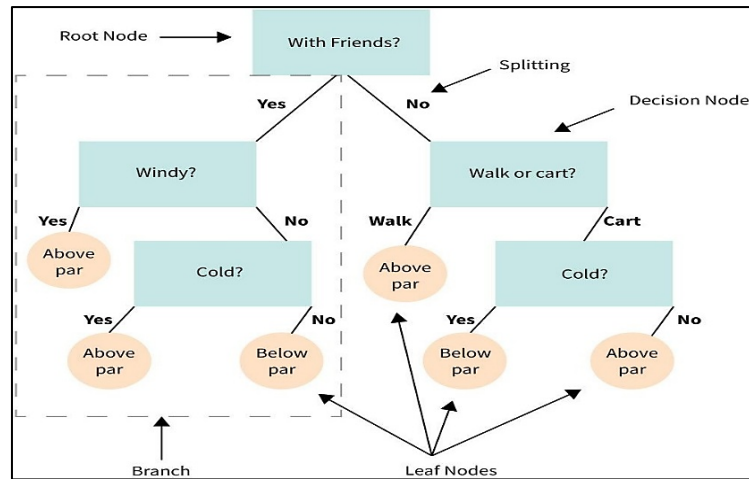 Root Node
With Friends?
Splitting
Yes
No
Decision Node
Windy?
Walk or cart?
Yes
No
Walk
Cart
Above
par
Cold?
Above
par
Cold?
Yes
No
Yes
No
Above
par
Below
par
Below
par
Above
par
Branch
Leaf Nodes